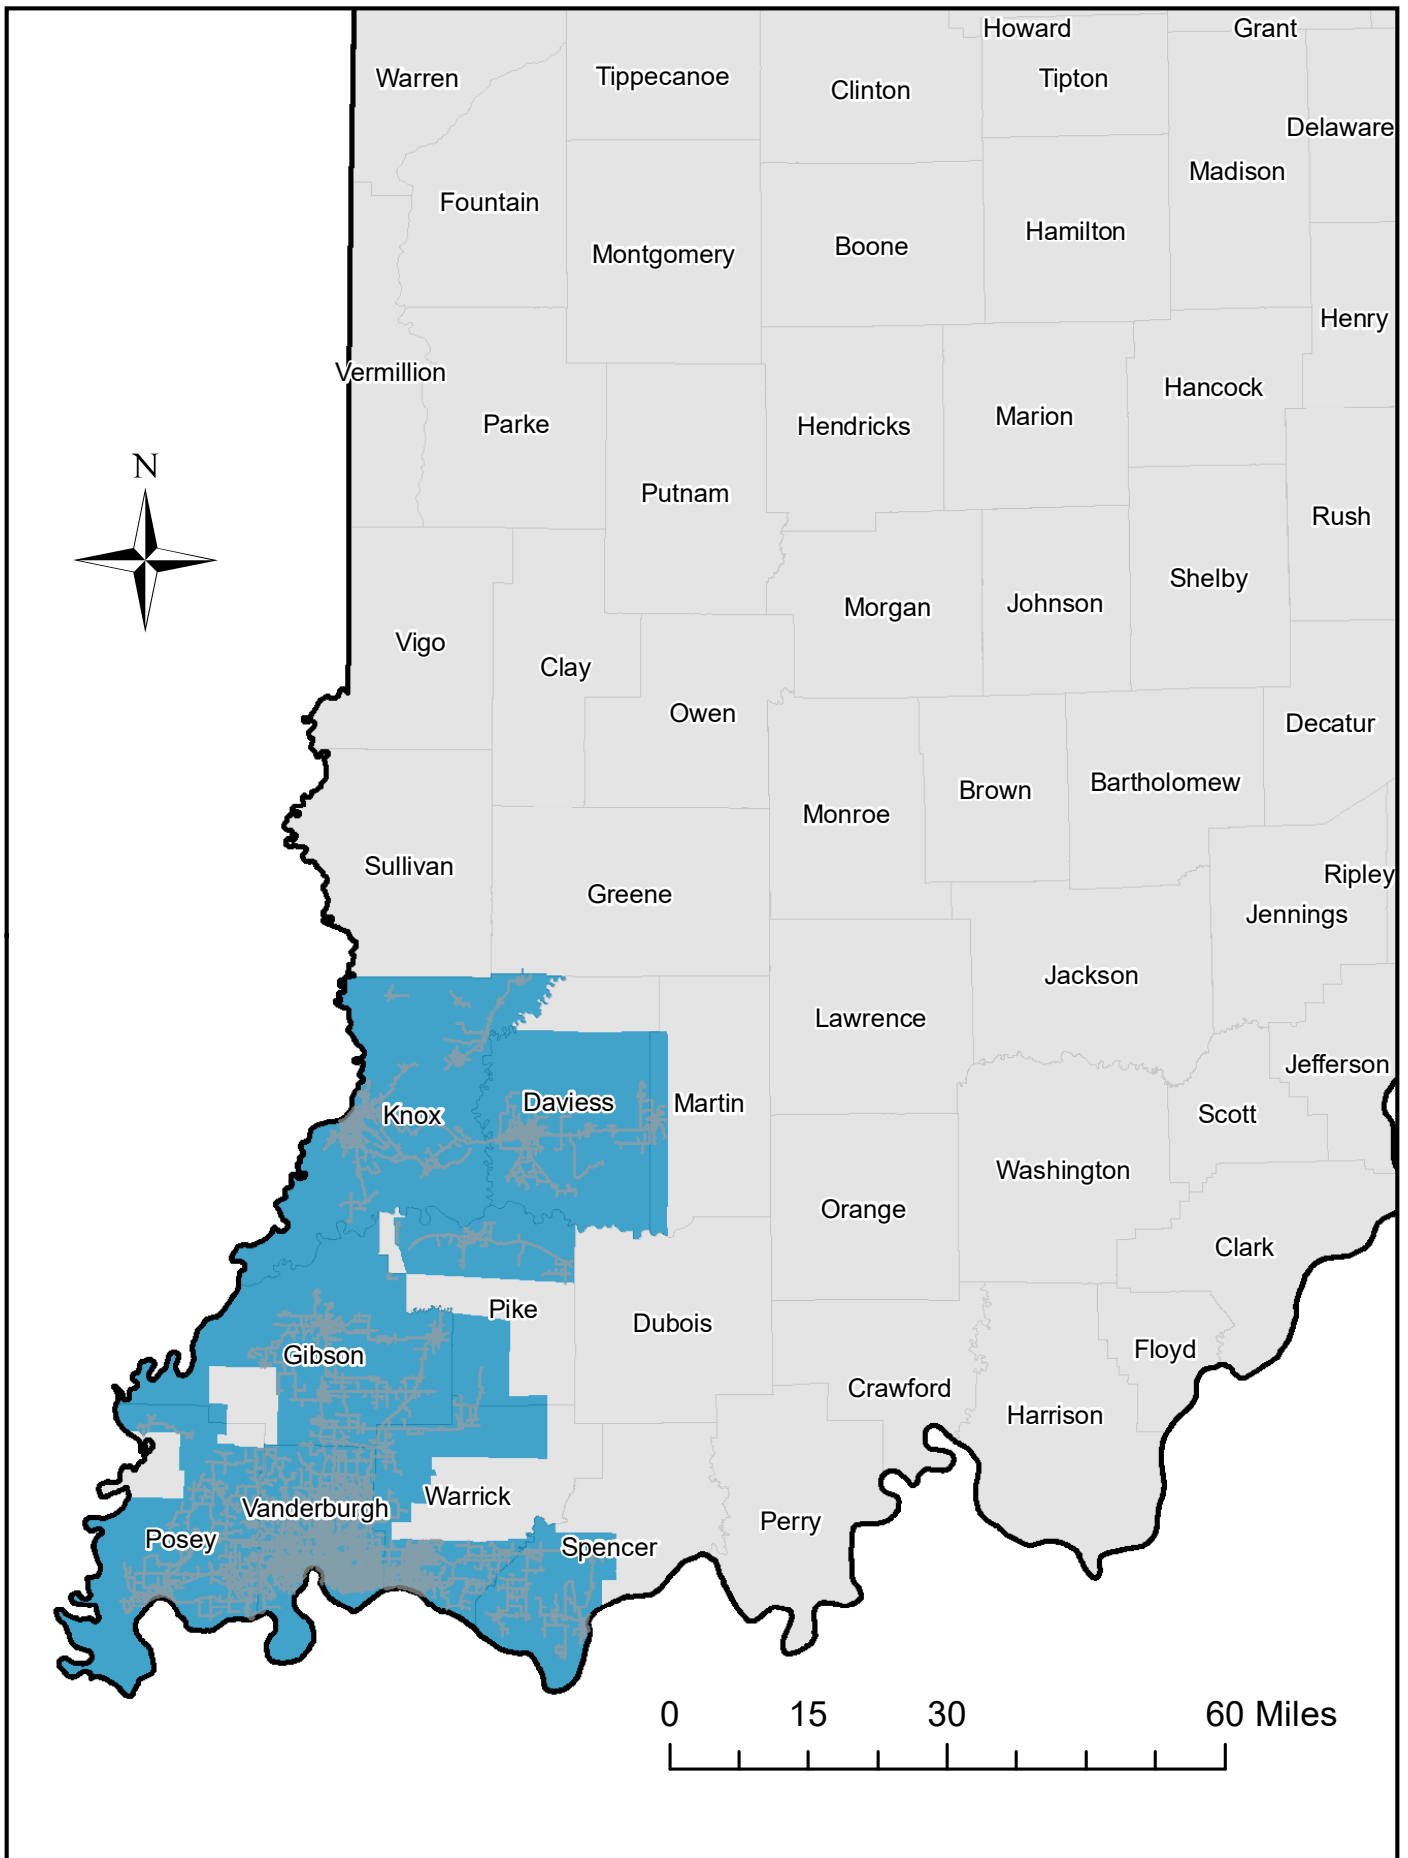 Howard
Grant
Warren
Tippecanoe
Clinton
Tipton
Delaware
Madison
Fountain
Montgomery
Boone
Hamilton
Henry
Vermillion
Parke
Hendricks
Marion
Hancock
N
Putnam
Rush
Shelby
Morgan
Johnson
Vigo
Clay
Owen
Decatur
Monroe
Brown
Bartholomew
Sullivan
Greene
Ripley
Jennings
Jackson
Lawrence
Jefferson
Knox
Daviess
Martin
Scott
Washington
Orange
Clark
Pike
Dubois
Gibson
Floyd
Crawford
Harrison
Warrick
Vanderburgh
Perry
Posey
Spencer
0 15 30 60 Miles